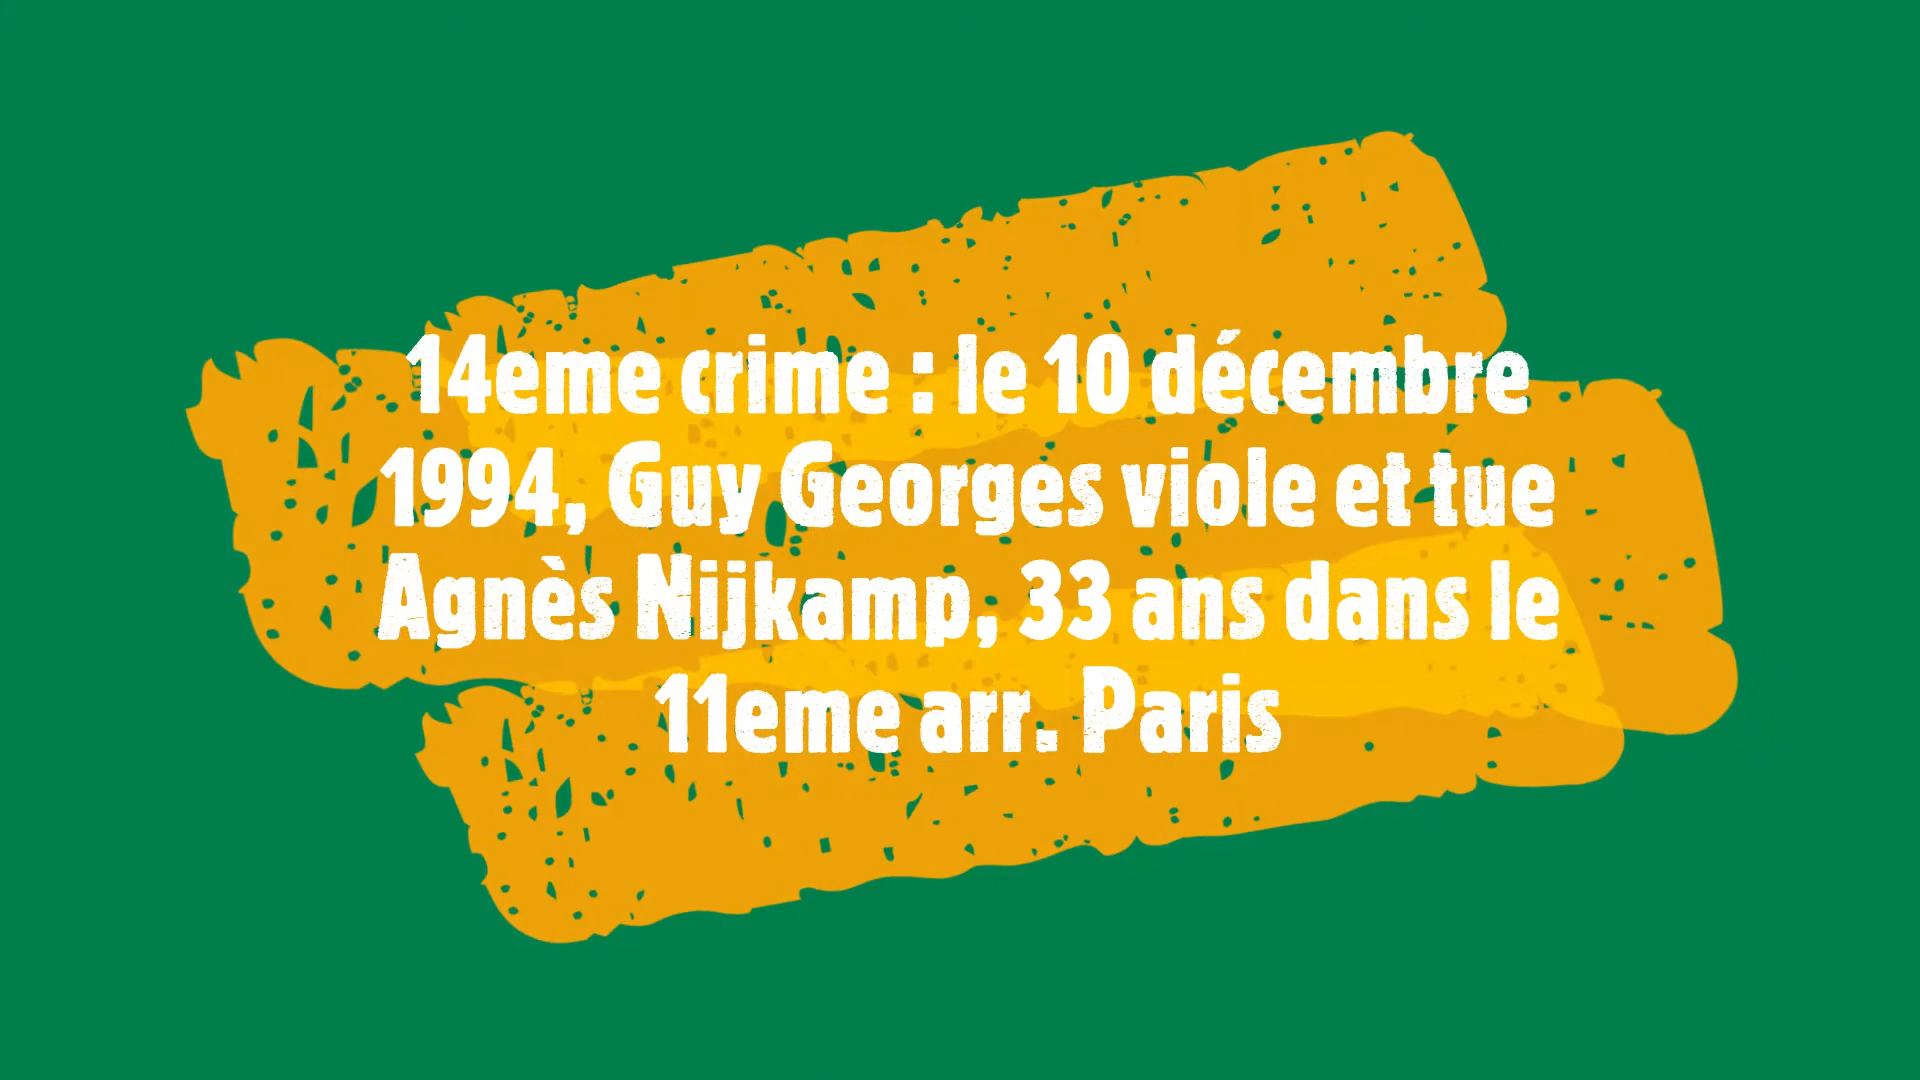 14eme crime : le 10 décembre
1994, Guy Georges viole et tue
Agnès Nijkamp, 33 ans dans le
11eme arr. Paris